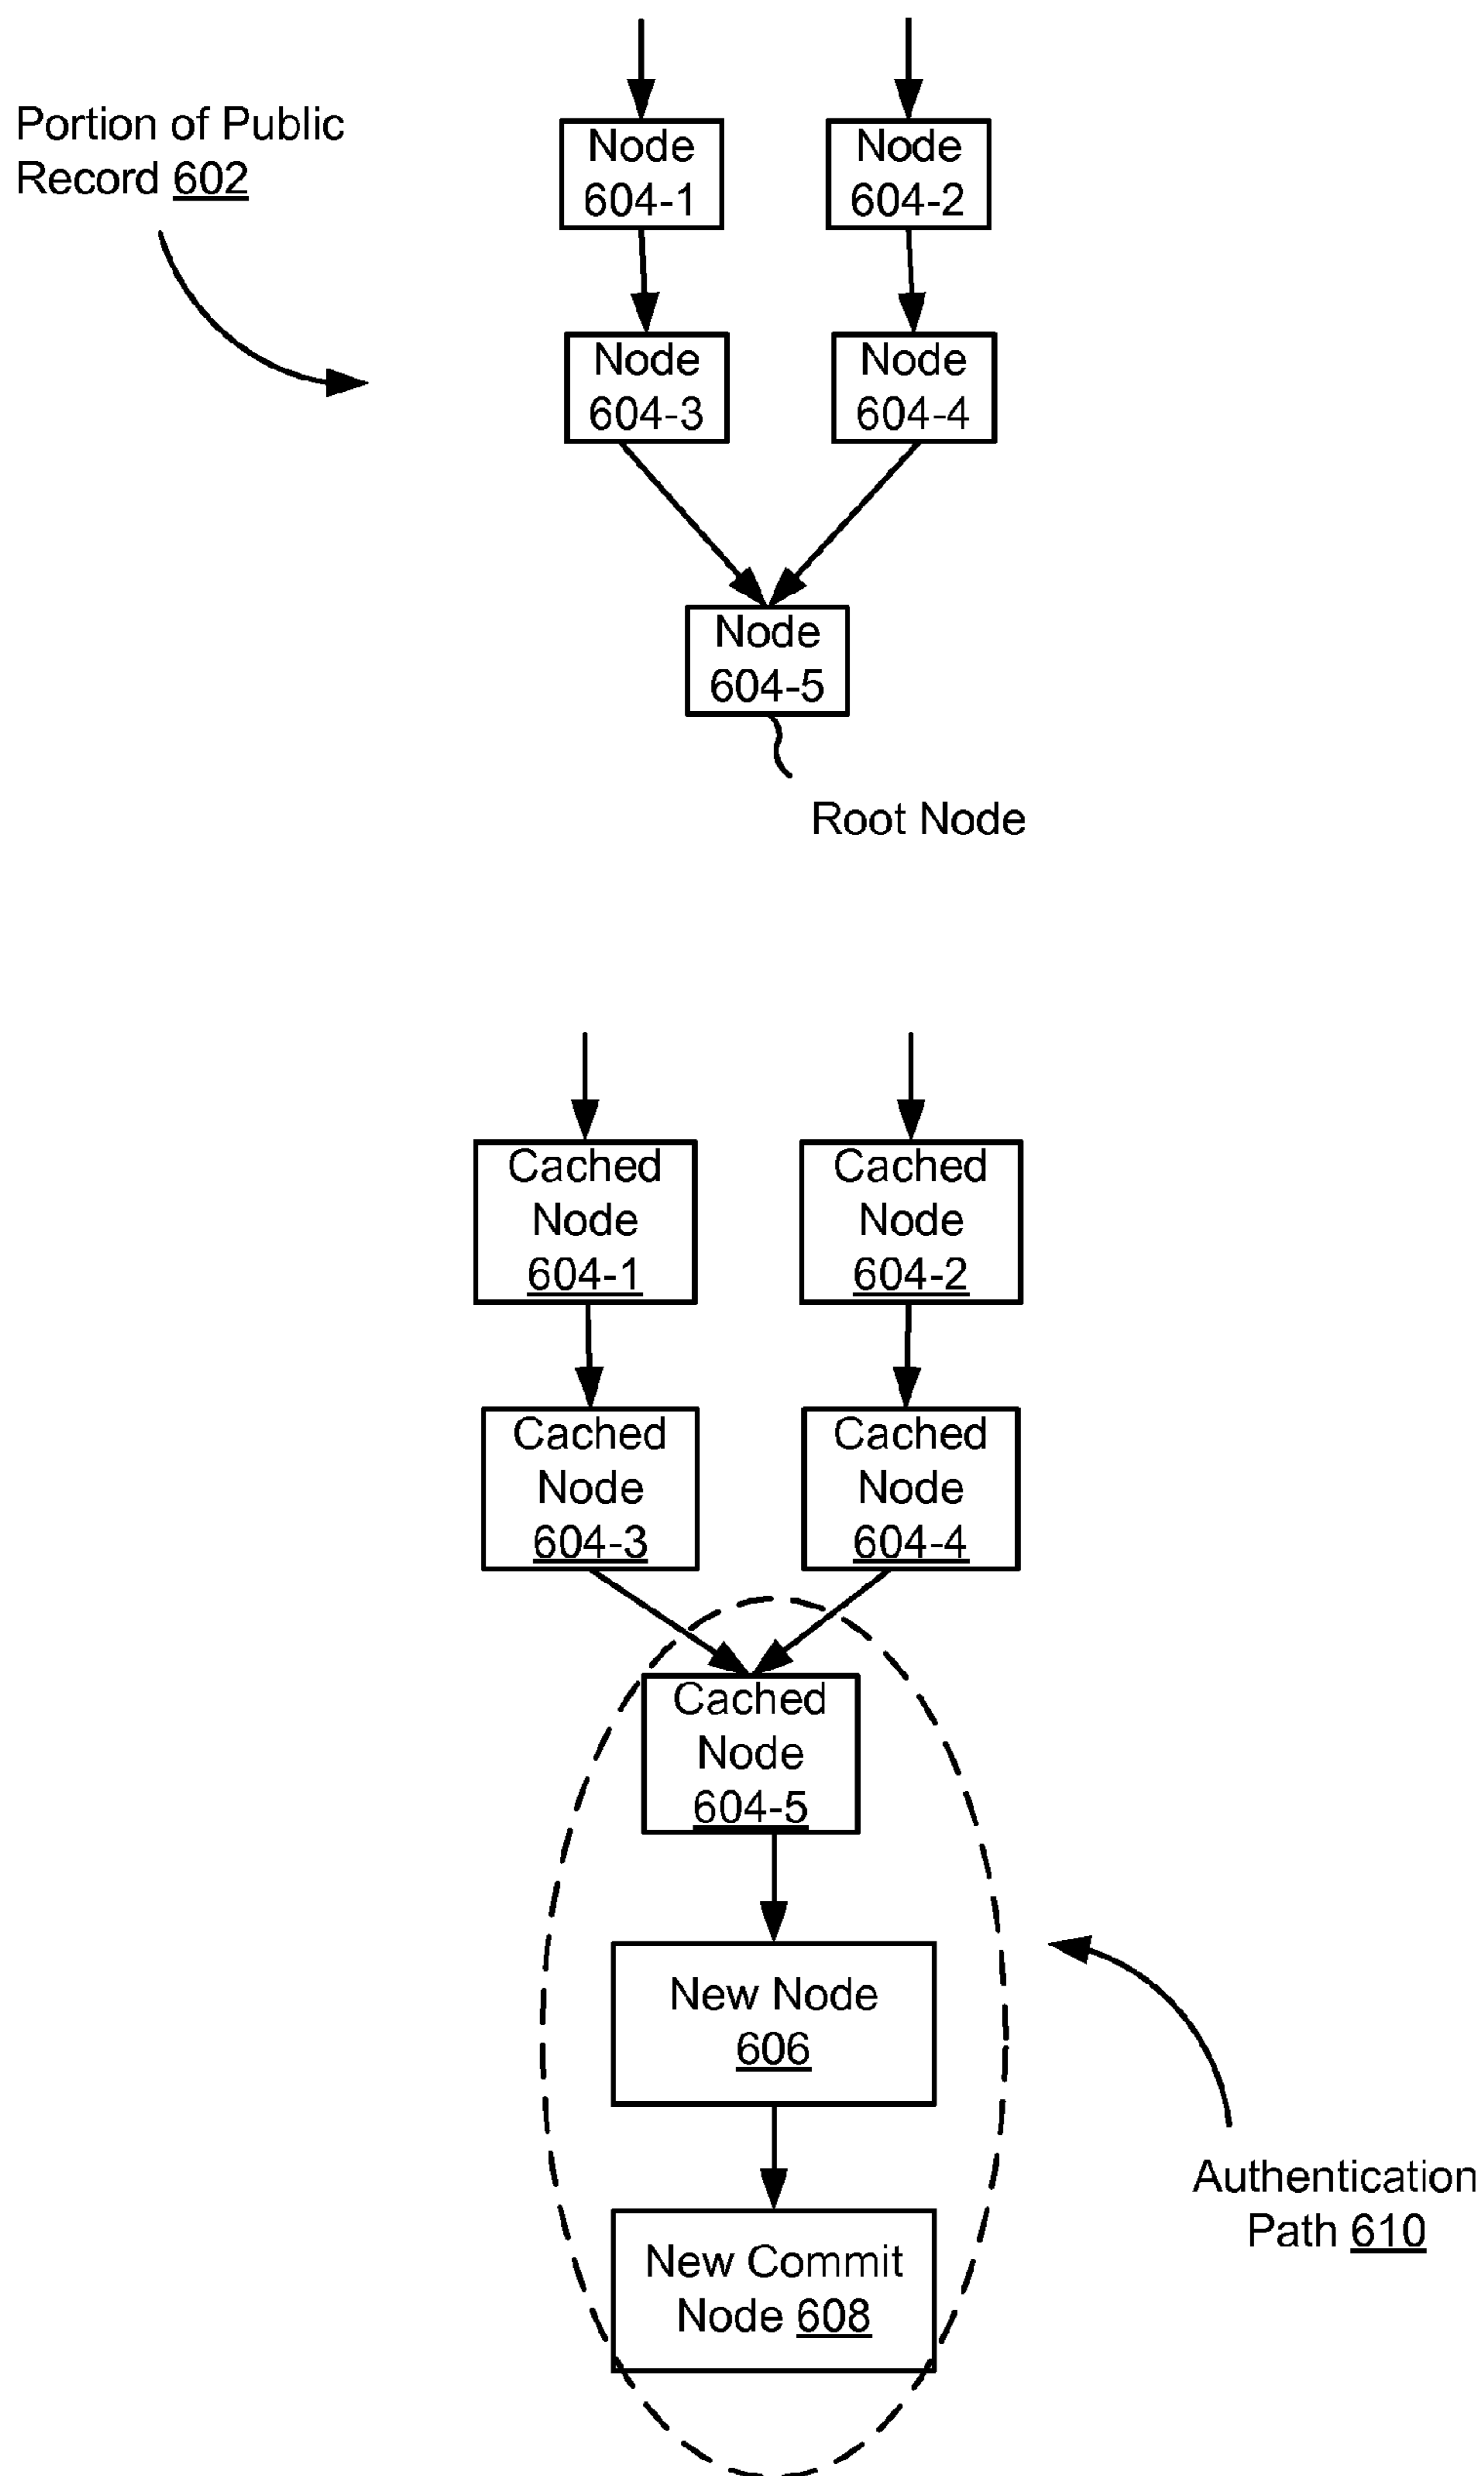 Portion of Public
Record 602
Node
604-1
Node
604-2
Node
604-3
Node
604-4
Node
604-5
Root Node
Cached
Node
604-1
Cached
Node
604-2
Cached
Node
604-3
Cached
Node
604-4
Cached
Node
604-5
New Node
606
New Commit
Node 608
Authentication
Path 610